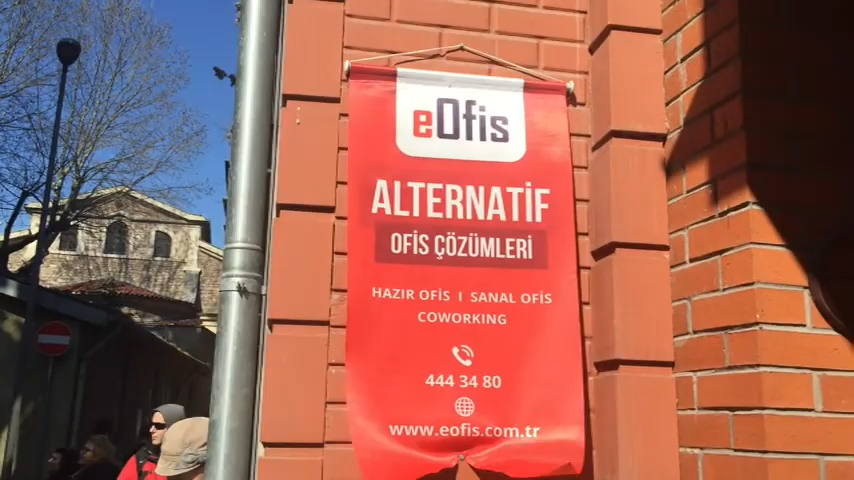 eOfis
ALTERNATİF
OFİS ÇÖZÜMLERİ
HAZIR OFİS I SANAL OFİS
COWORKING
444 34 80
www.eofis.com.tr